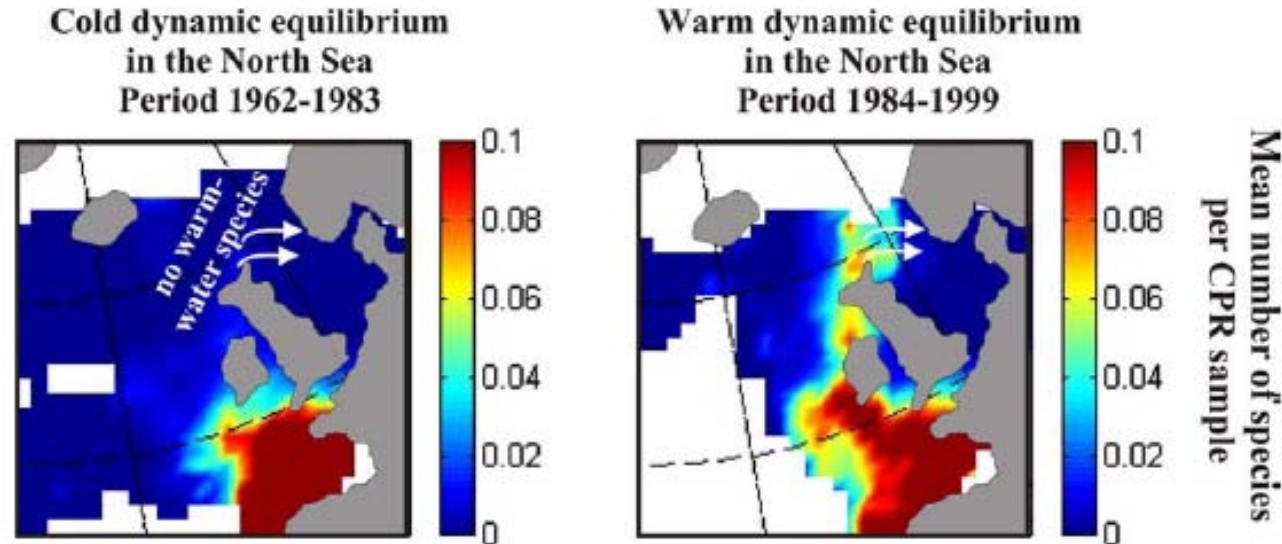 Cold dynamic equilibrium
in the North Sea
Period 1962-1983
Warm dynamic equilibrium
in the North Sea
Period 1984-1999
no warm-
water species
0.1
0.08
0.06
0.04
0.02
0
0.1
0.08
0.06
0.04
0.02
0
Mean number of species
per CPR sample